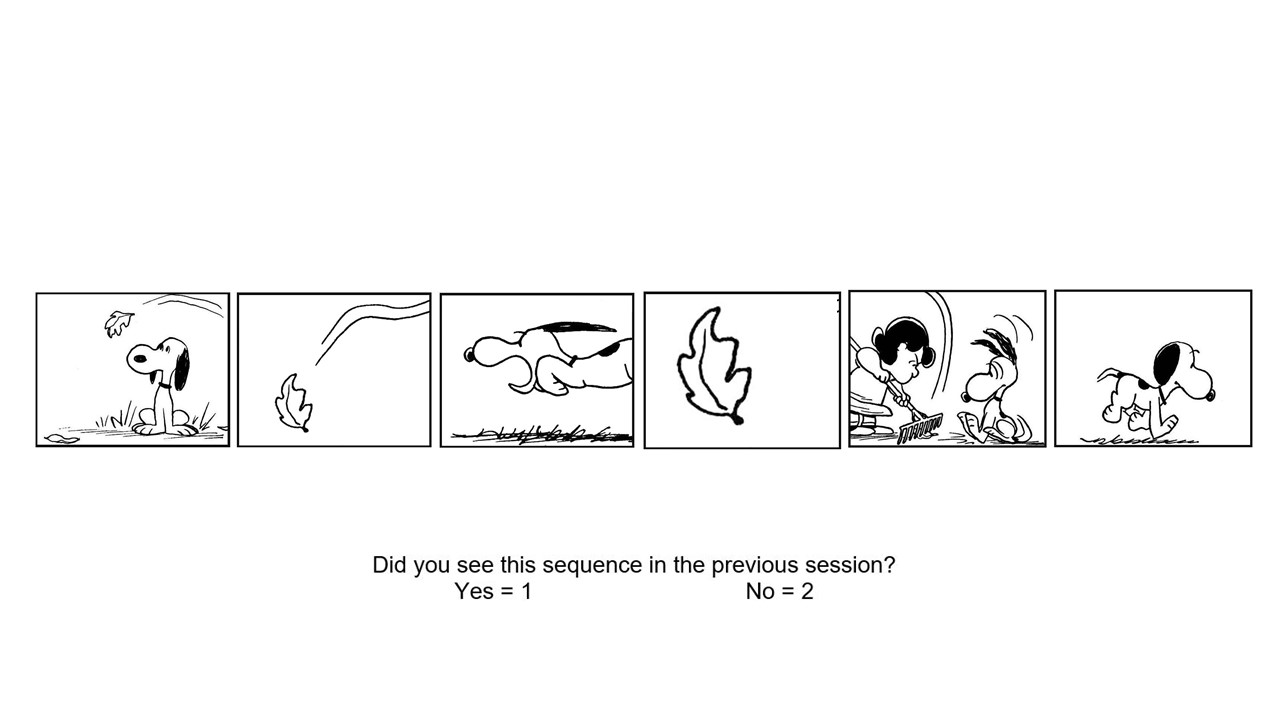 Did you see this sequence in the previous session?
Yes = 1 No = 2